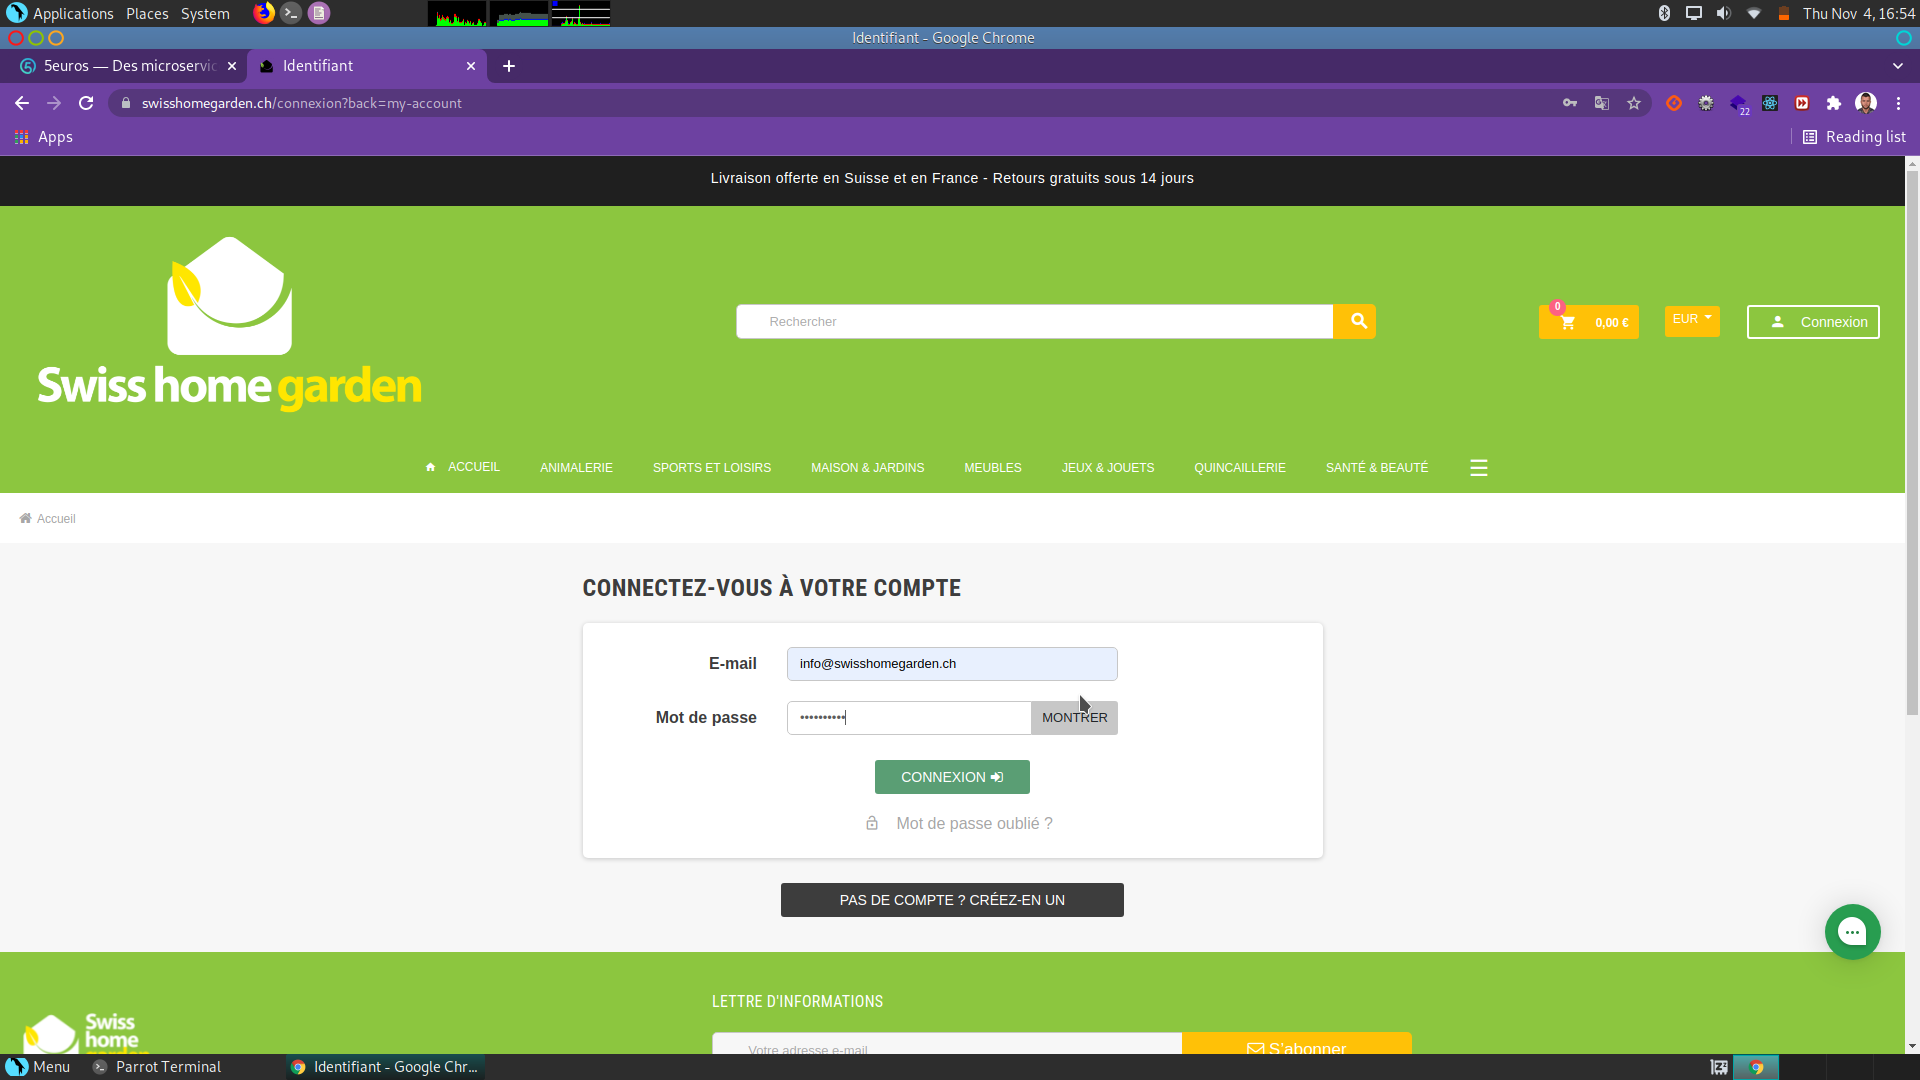 Applications Places System Thu Nov 4, 16:54
Identifiant - Google Chrome
5euros — Des microservic Identifiant
swisshomegarden.ch/connexion?back=my-account 22
Apps Reading list
Livraison offerte en Suisse et en France - Retours gratuits sous 14 jours
Swiss home garden
Rechercher
0
0,00 €
EUR
Connexion
ACCUEIL ANIMALERIE SPORTS ET LOISIRS MAISON & JARDINS MEUBLES JEUX & JOUETS QUINCAILLERIE SANTÉ & BEAUTÉ
Accueil
CONNECTEZ-VOUS À VOTRE COMPTE
E-mail info@swisshomegarden.ch
Mot de passe •••••••••• MONTRER
CONNEXION
Mot de passe oublié ?
PAS DE COMPTE ? CRÉEZ-EN UN
LETTRE D'INFORMATIONS
Swiss
home
garden
Votre adresse e-mail S'abonner
Menu Parrot Terminal Identifiant - Google Chr...